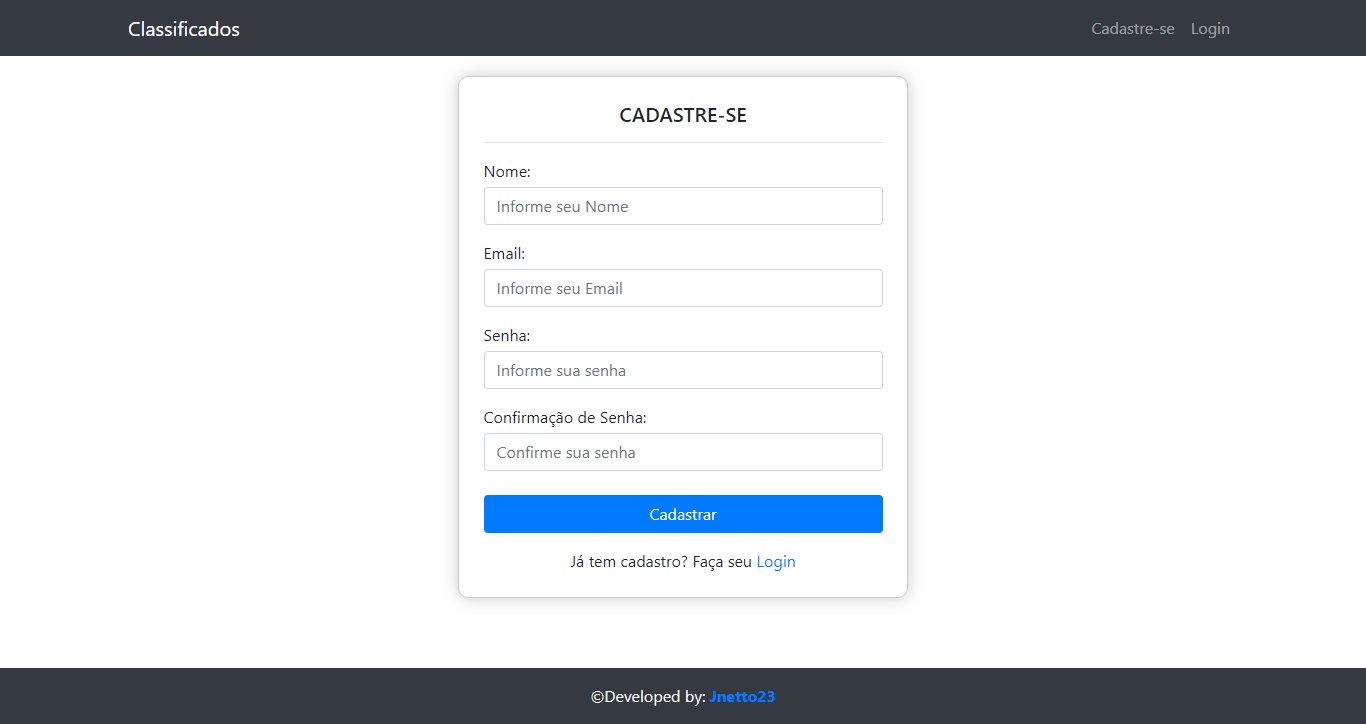 Classificados
Cadastre-se Login
CADASTRE-SE
Nome:
Informe seu Nome
Email:
Informe seu Email
Senha:
Informe sua senha
Confirmação de Senha:
Confirme sua senha
Cadastrar
Já tem cadastro? Faça seu Login
©Developed by: Jnetto23